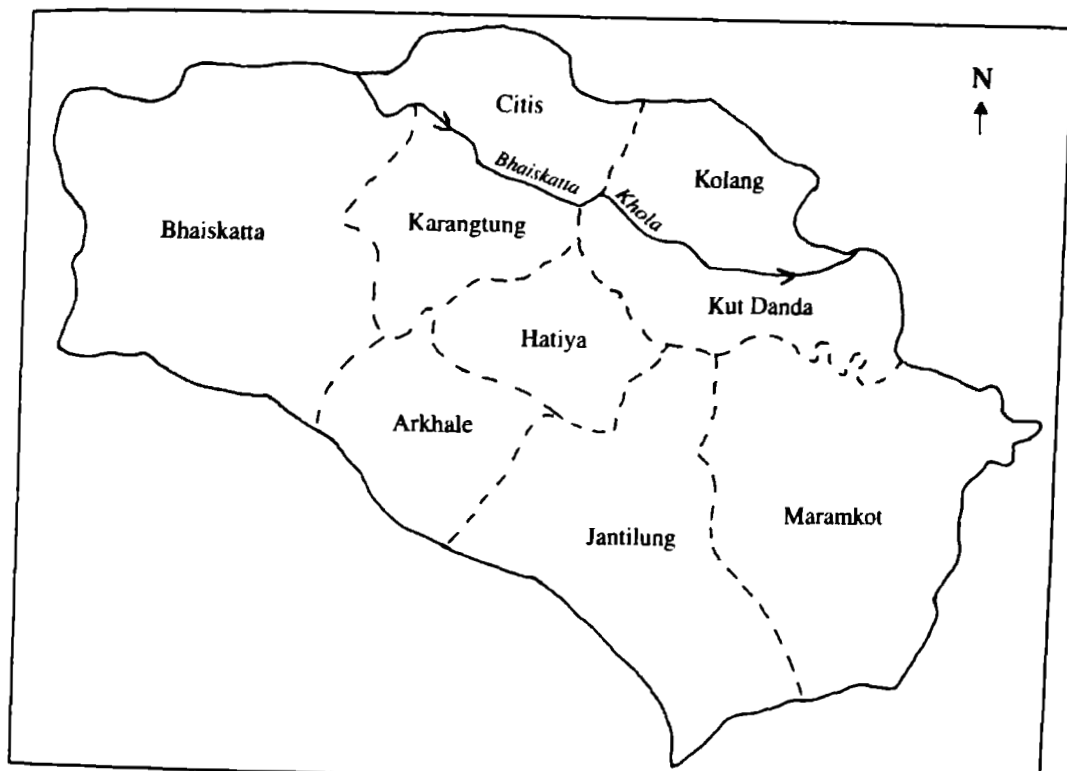 N
Citis
Kolang
Bhaiskatta
Khola
Bhaiskatta
Karangtung
Kut Danda
Hatiya
Arkhale
Maramkot
Jantilung